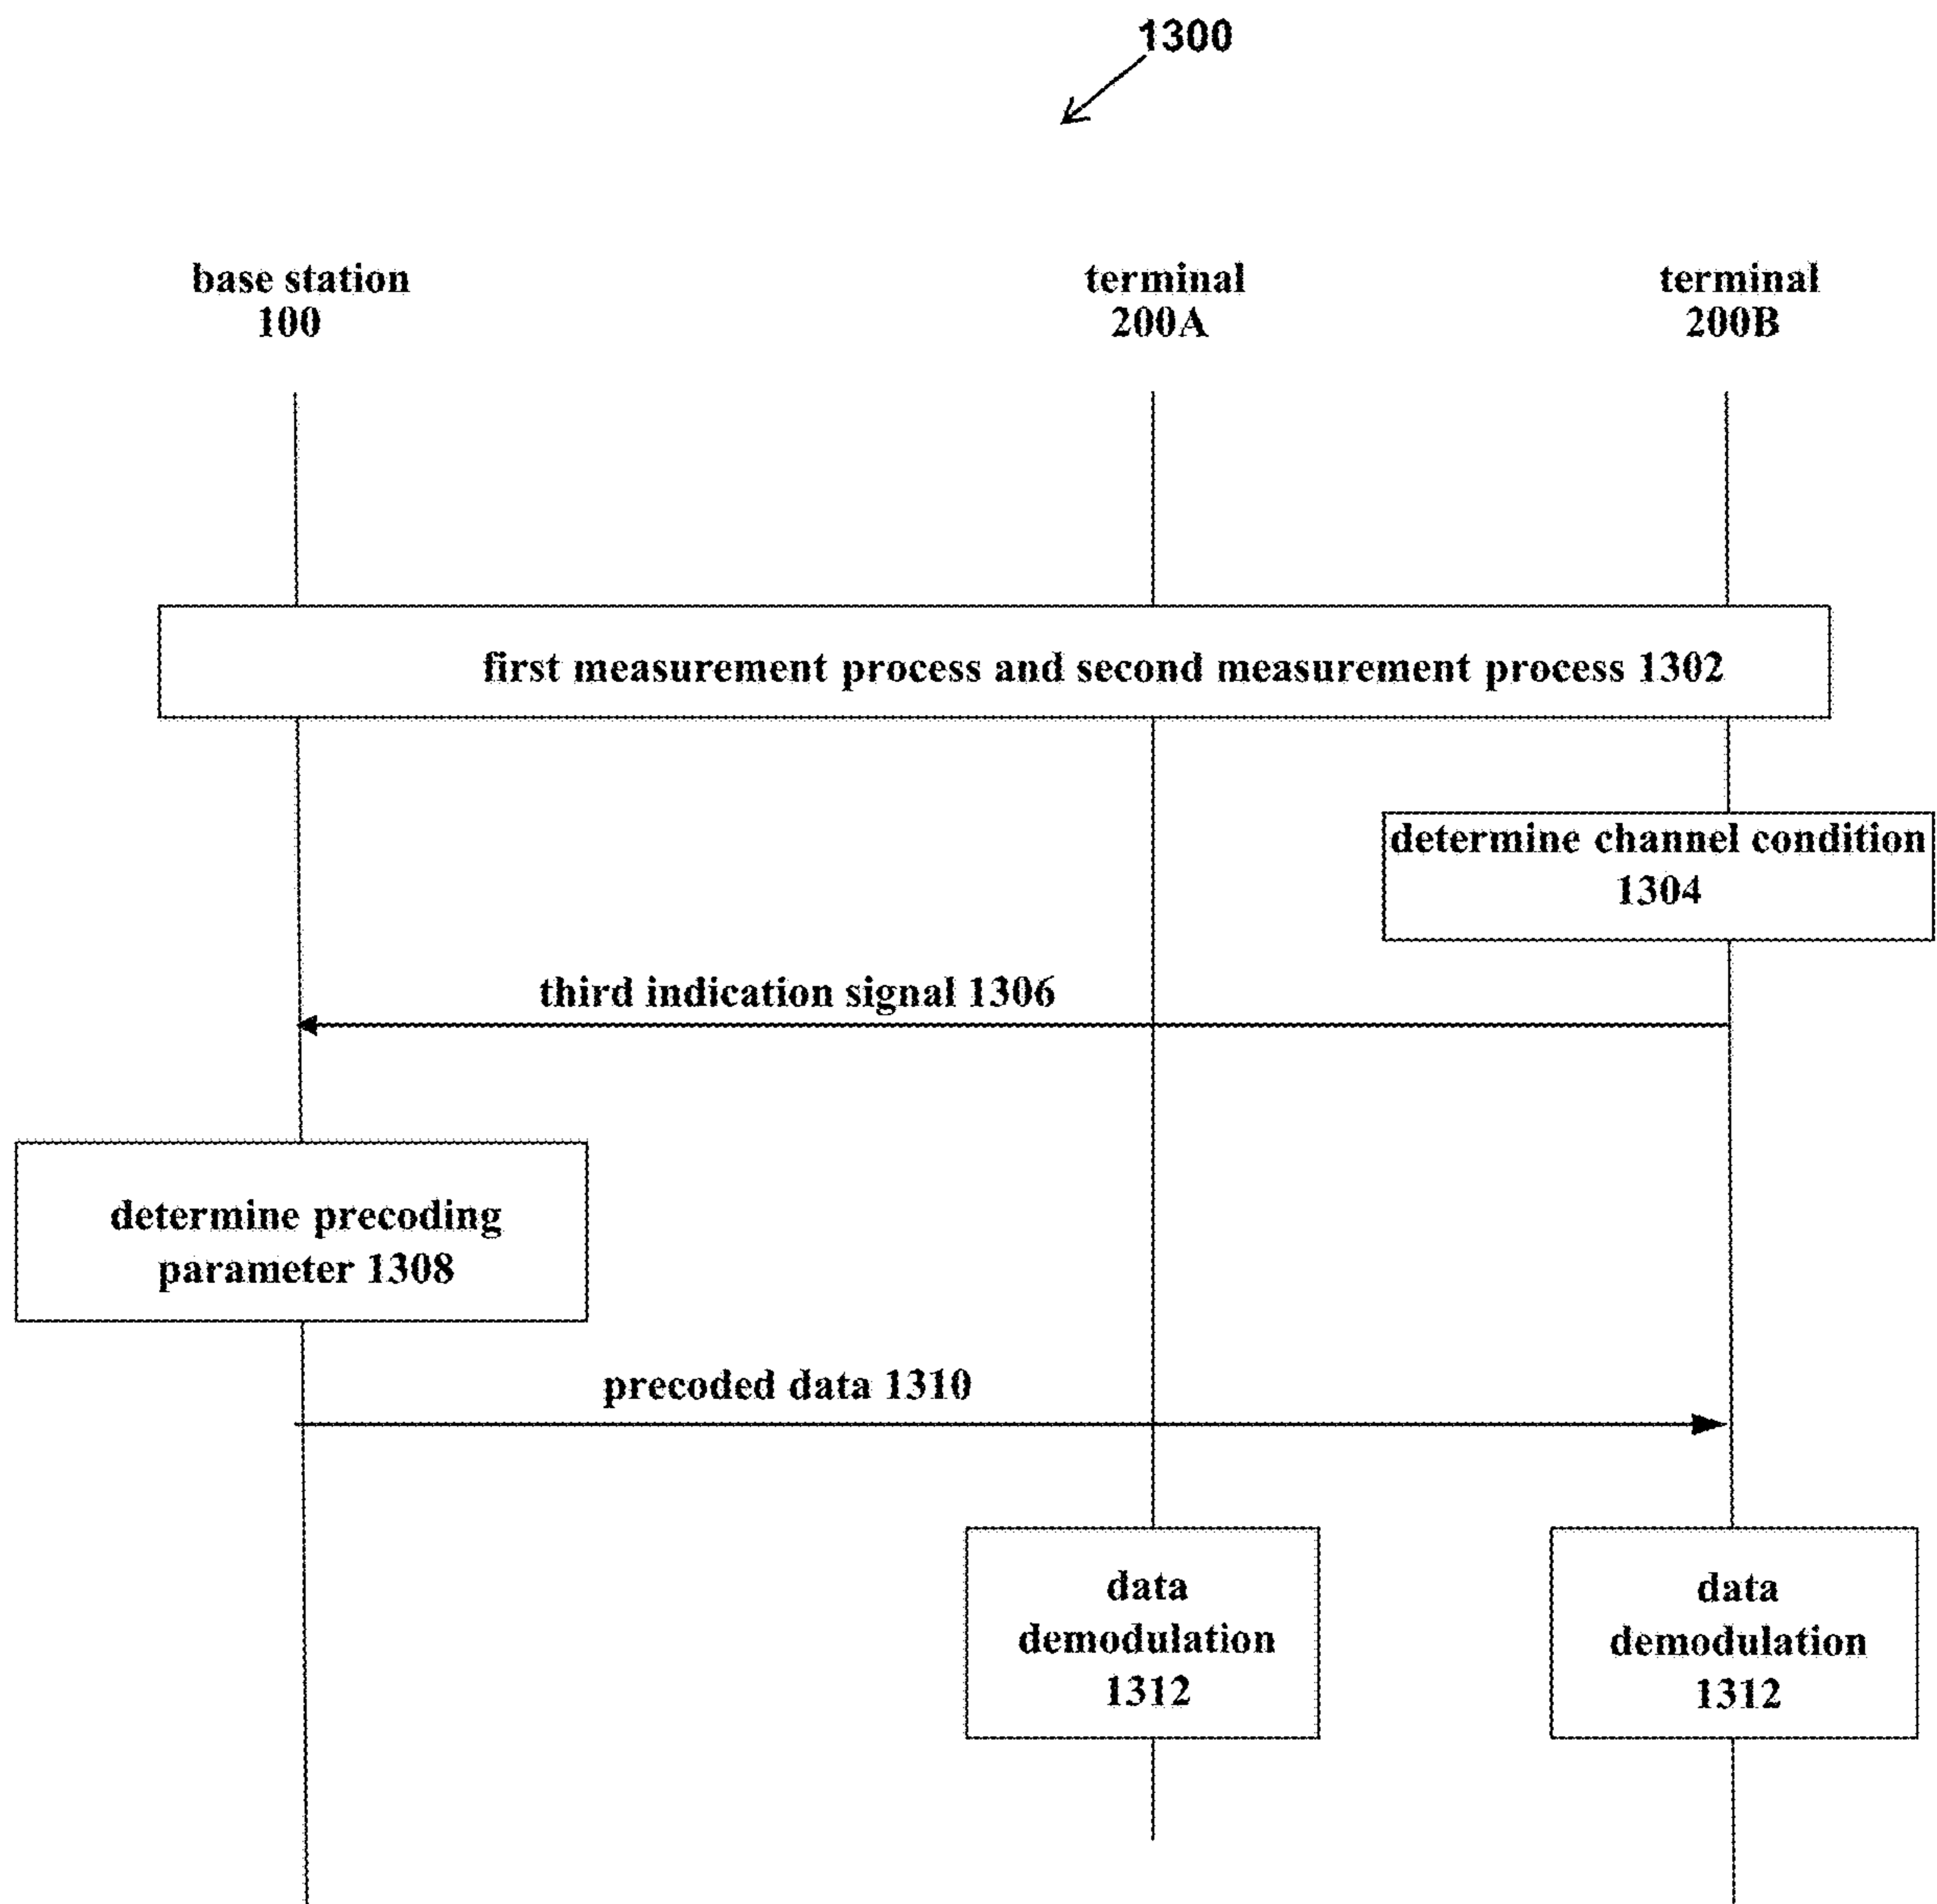 1300
base station
100
terminal
200A
terminal
200B
first measurement process and second measurement process 1302
determine channel condition
1304
third indication signal 1306
determine precoding
parameter 1308
precoded data 1310
data
demodulation
1312
data
demodulation
1312